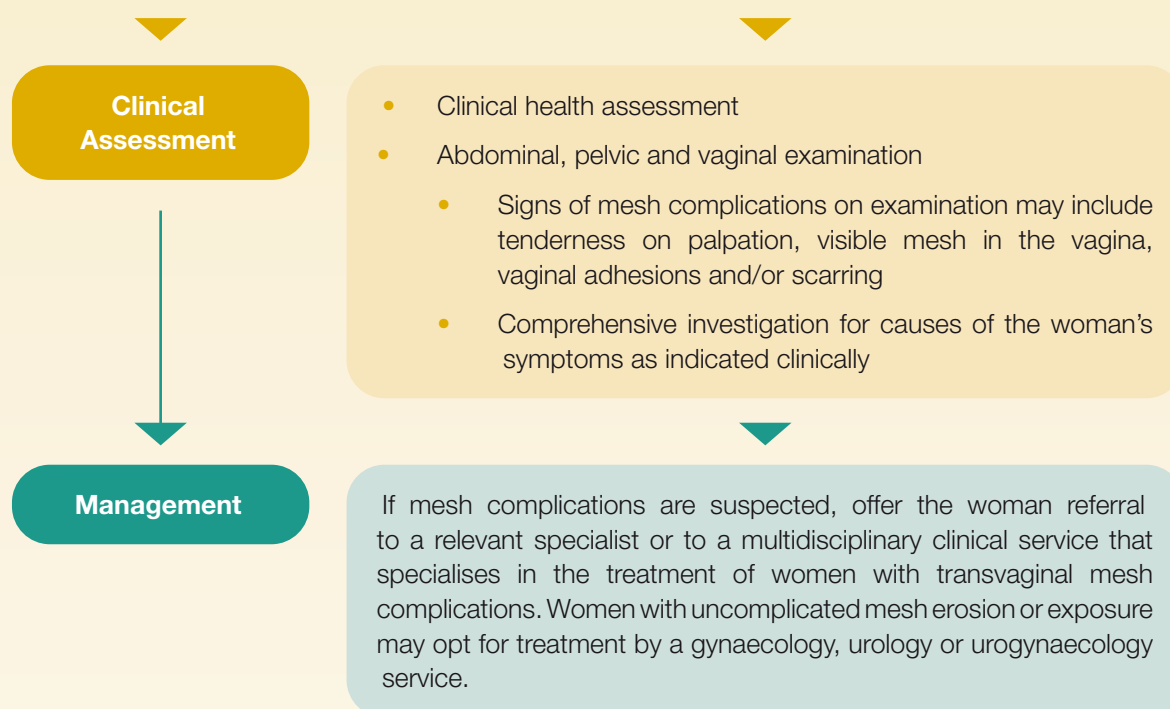 Clinical
Assessment
• Clinical health assessment
• Abdominal, pelvic and vaginal examination
• Signs of mesh complications on examination may include
tenderness on palpation, visible mesh in the vagina,
vaginal adhesions and/or scarring
• Comprehensive investigation for causes of the woman’s
symptoms as indicated clinically
Management
If mesh complications are suspected, offer the woman referral
to a relevant specialist or to a multidisciplinary clinical service that
specialises in the treatment of women with transvaginal mesh
complications. Women with uncomplicated mesh erosion or exposure
may opt for treatment by a gynaecology, urology or urogynaecology
service.